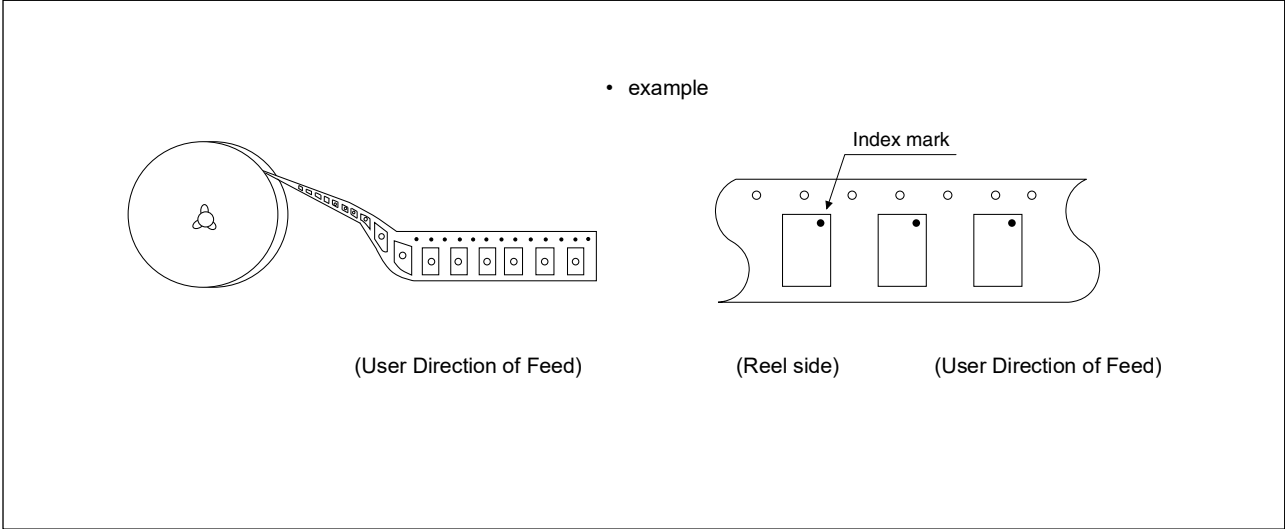 • example
Index mark
(User Direction of Feed)
(Reel side)
(User Direction of Feed)